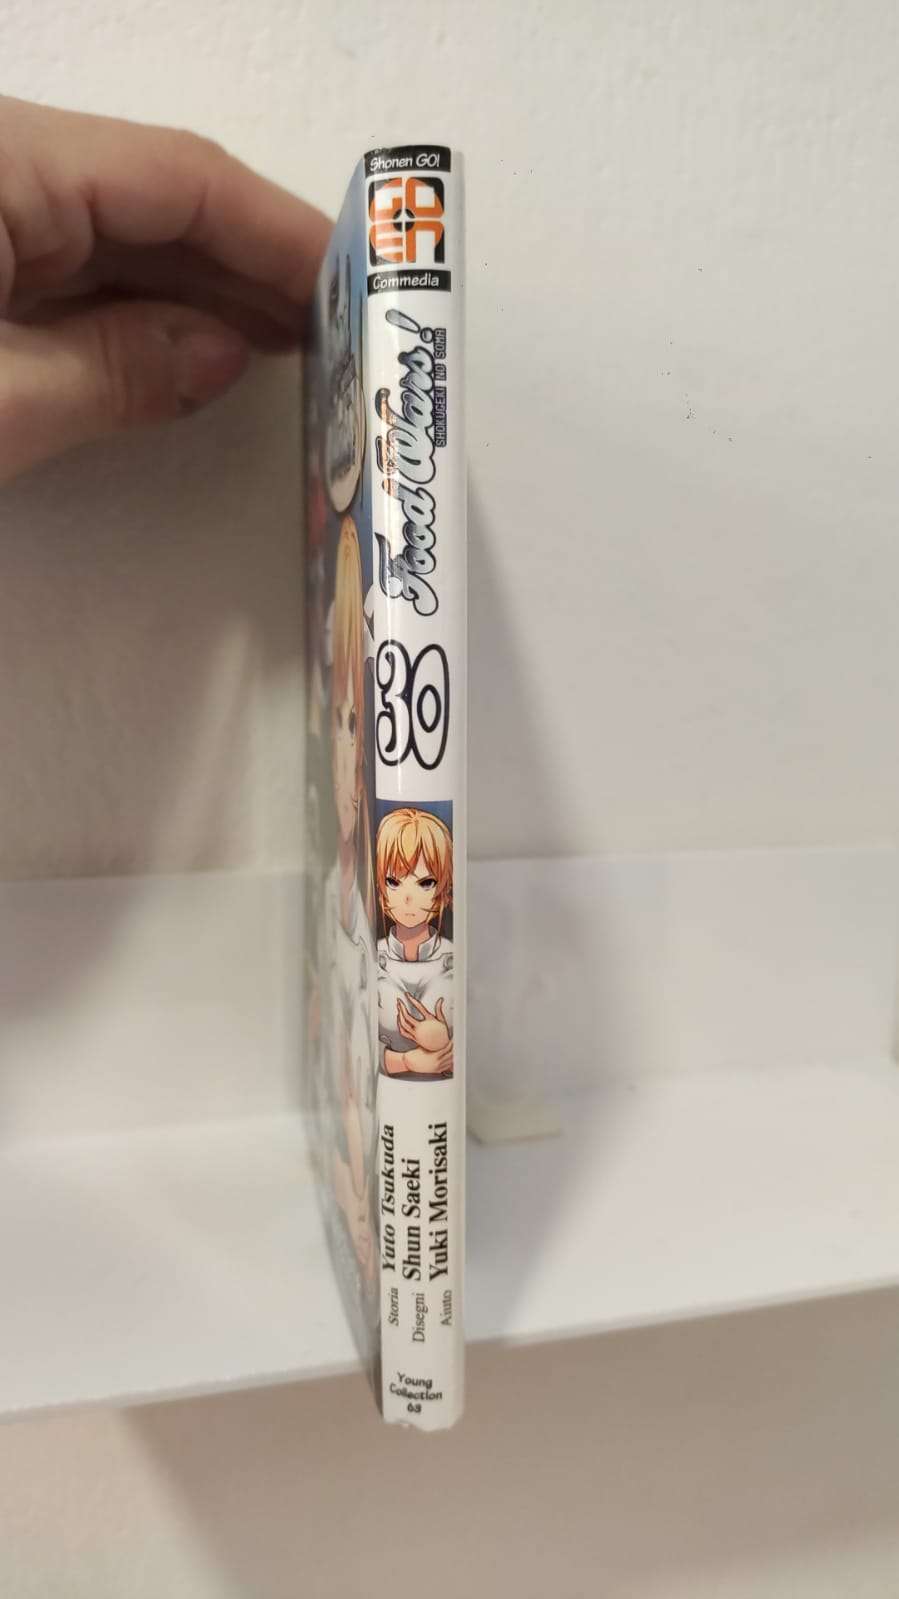 Shonen GO!
Commedia
Food Wars!
SHOKUGEKI NO SOMA
30
Storia Yuto Tsukuda
Disegni Shun Saeki
Aiuto Yuki Morisaki
Young
Collection
63